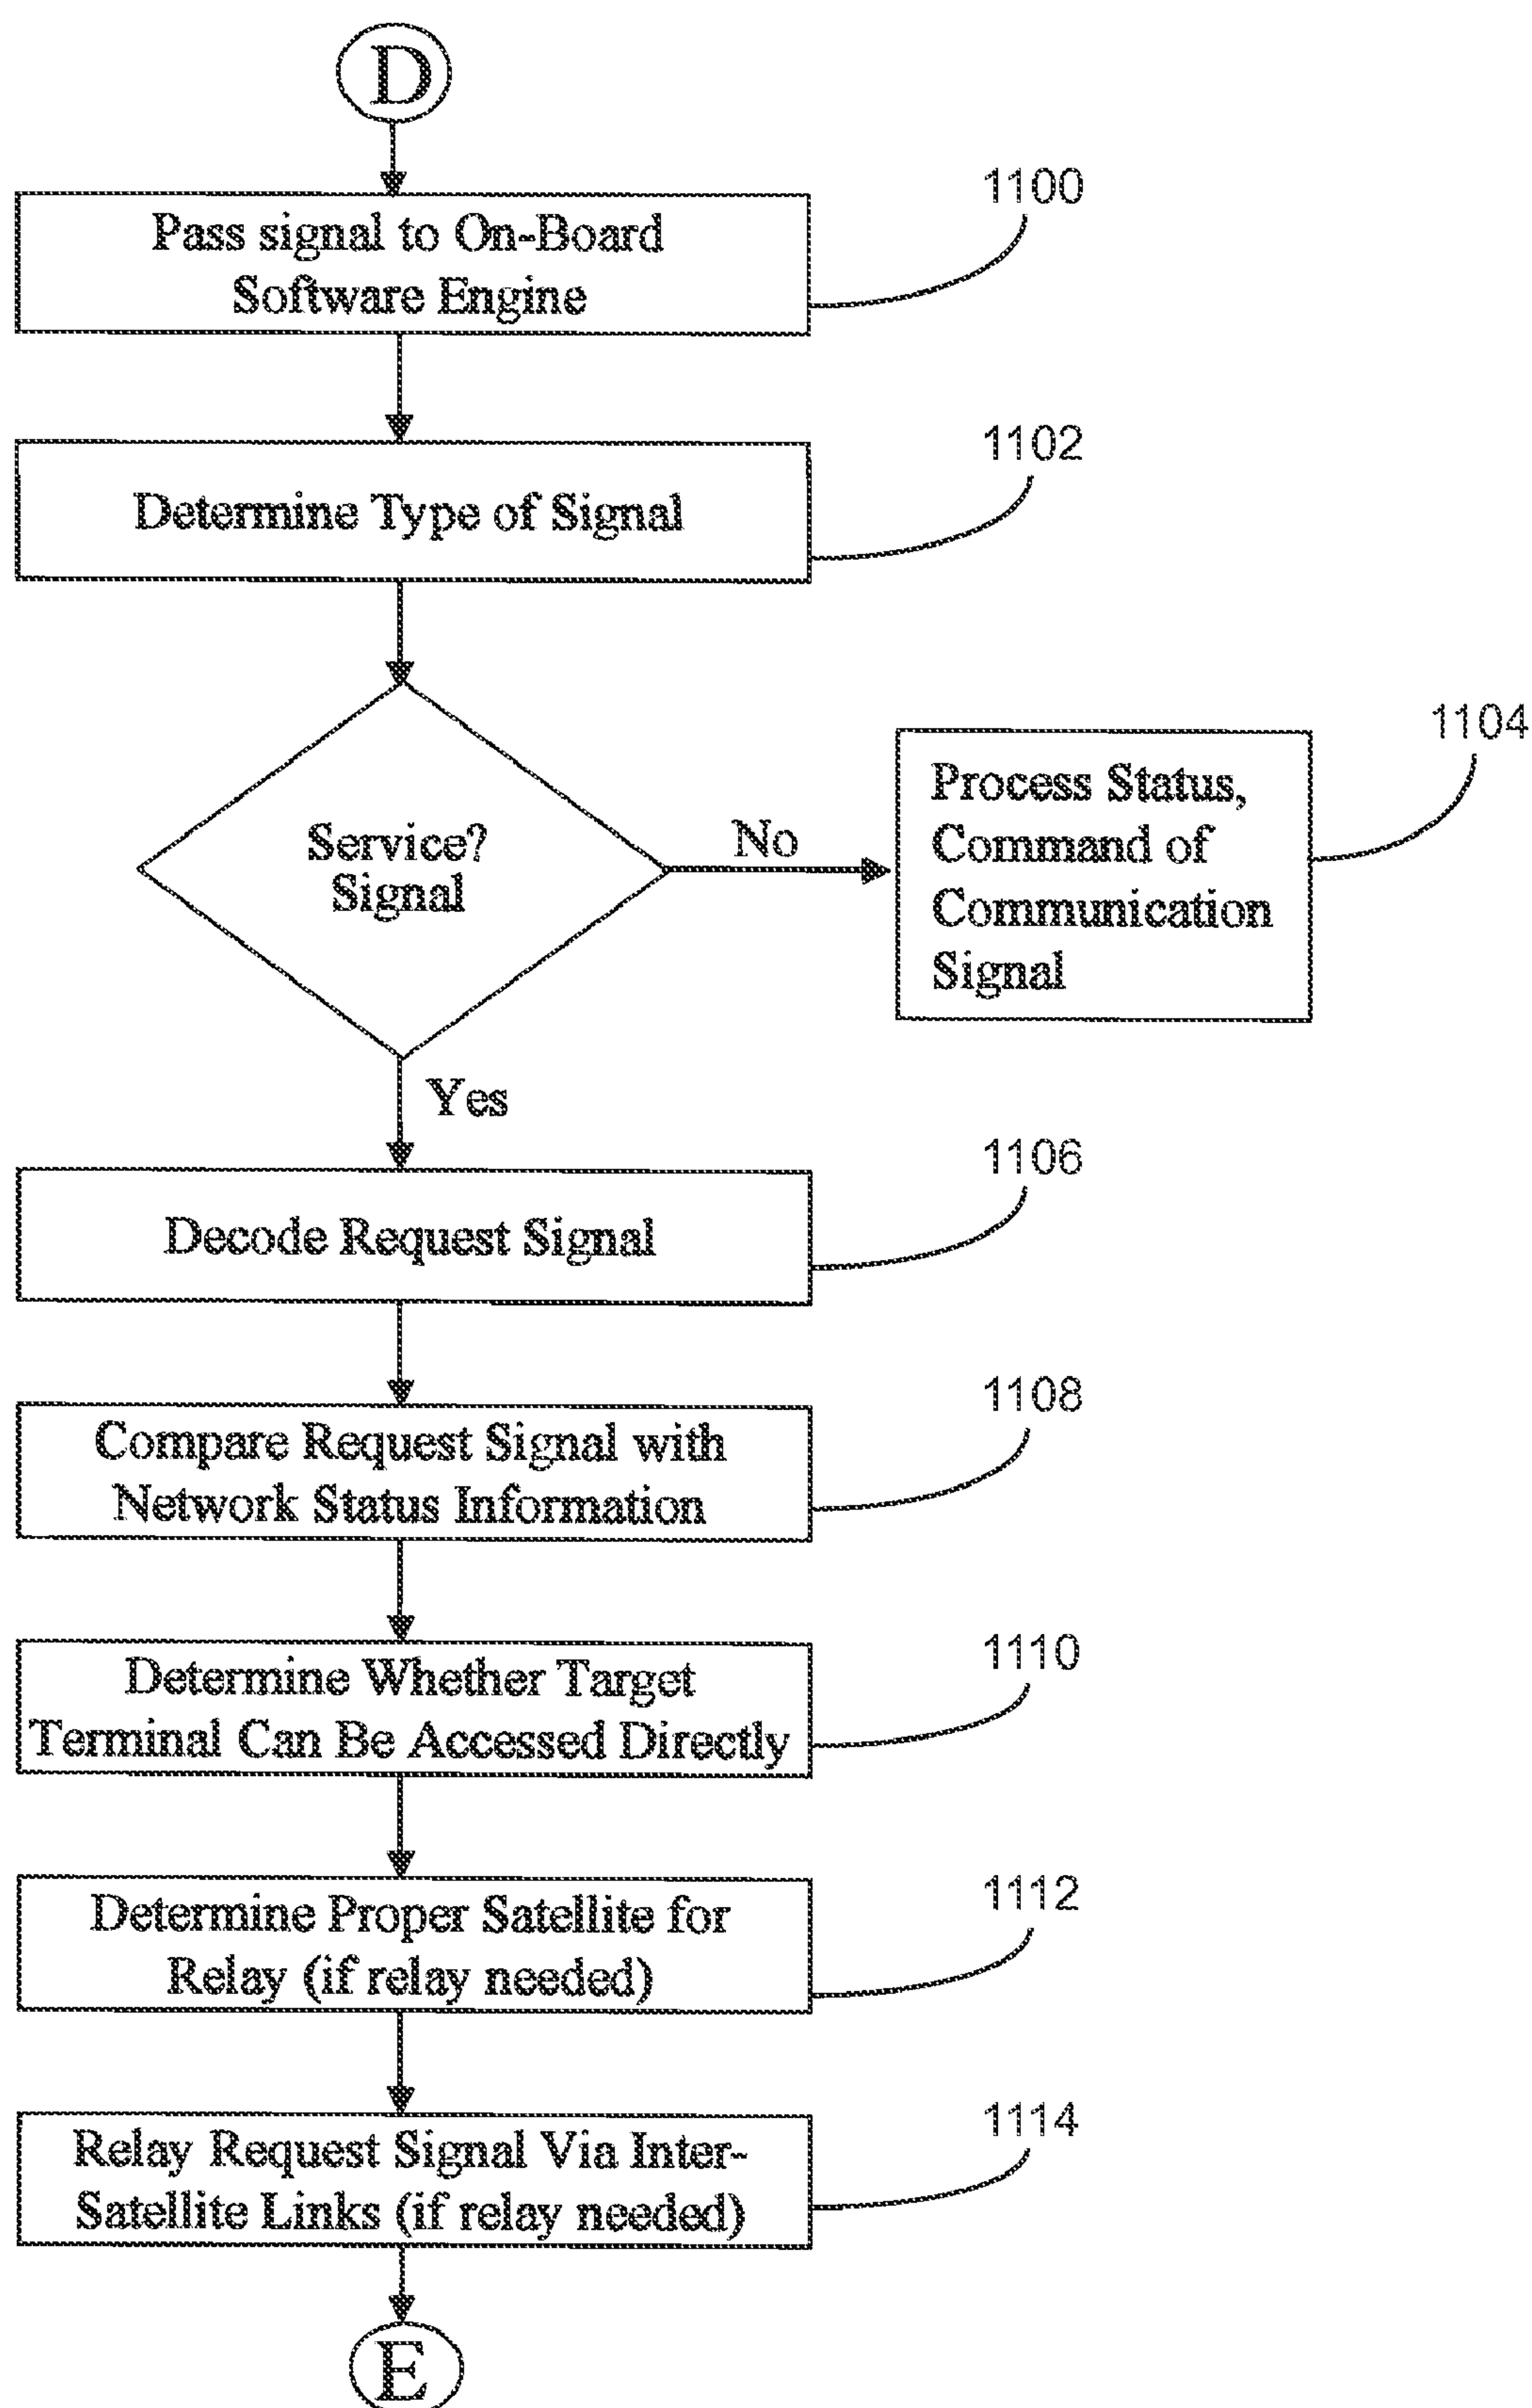 D
Pass signal to On-Board
Software Engine
1100
Determine Type of Signal
1102
Service?
Signal
No
Process Status,
Command of
Communication
Signal
1104
Yes
Decode Request Signal
1106
Compare Request Signal with
Network Status Information
1108
Determine Whether Target
Terminal Can Be Accessed Directly
1110
Determine Proper Satellite for
Relay (if relay needed)
1112
Relay Request Signal Via Inter-
Satellite Links (if relay needed)
1114
E